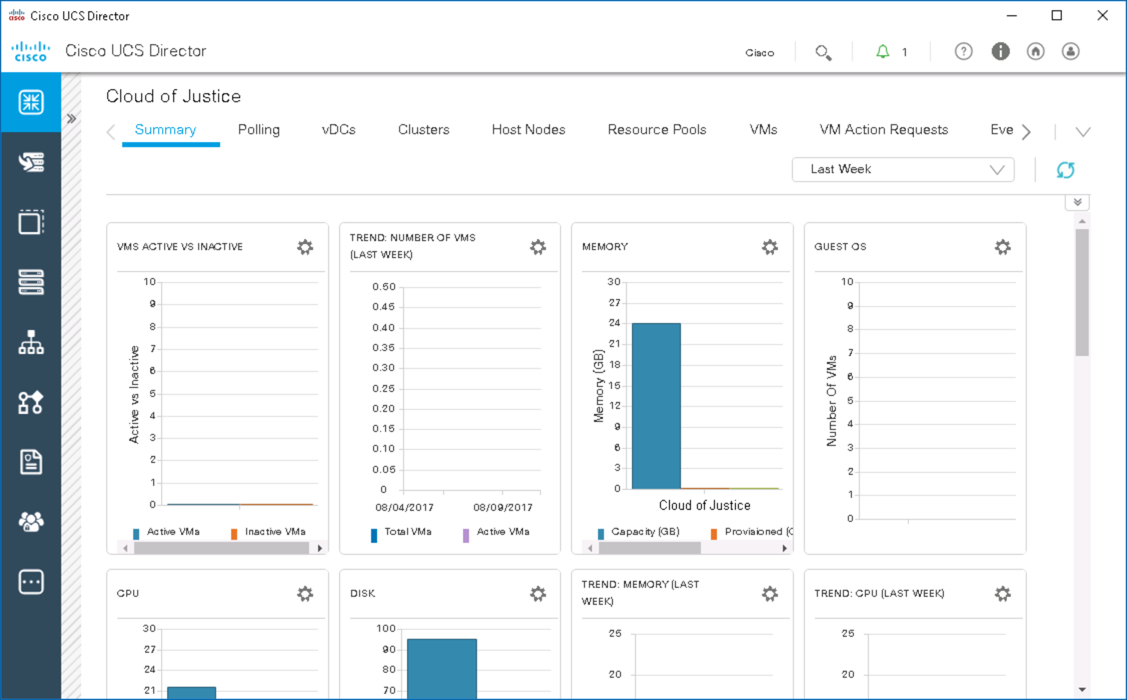 Cisco UCS Director
CISCO
Cisco UCS Director
Cisco
1
Cloud of Justice
Summary
Polling
vDCs
Clusters
Host Nodes
Resource Pools
VMs
VM Action Requests
Eve
Last Week
VMS ACTIVE VS INACTIVE
10
9
8
7
6
5
4
3
2
1
0
Active vs Inactive
Active VMs
Inactive VMs
TREND: NUMBER OF VMS
(LAST WEEK)
0.50
0.45
0.40
0.35
0.30
0.25
0.20
0.15
0.10
0.05
0
08/04/2017
08/09/2017
Total VMs
Active VMs
MEMORY
30
27
24
21
18
15
12
9
6
3
0
Memory (GB)
Cloud of Justice
Capacity (GB)
Provisioned (
GUEST OS
10
9
8
7
6
5
4
3
2
1
0
Number Of VMs
CPU
30
27
24
21
DISK
100
90
80
70
TREND: MEMORY (LAST
WEEK)
25
20
TREND: CPU (LAST WEEK)
25
20